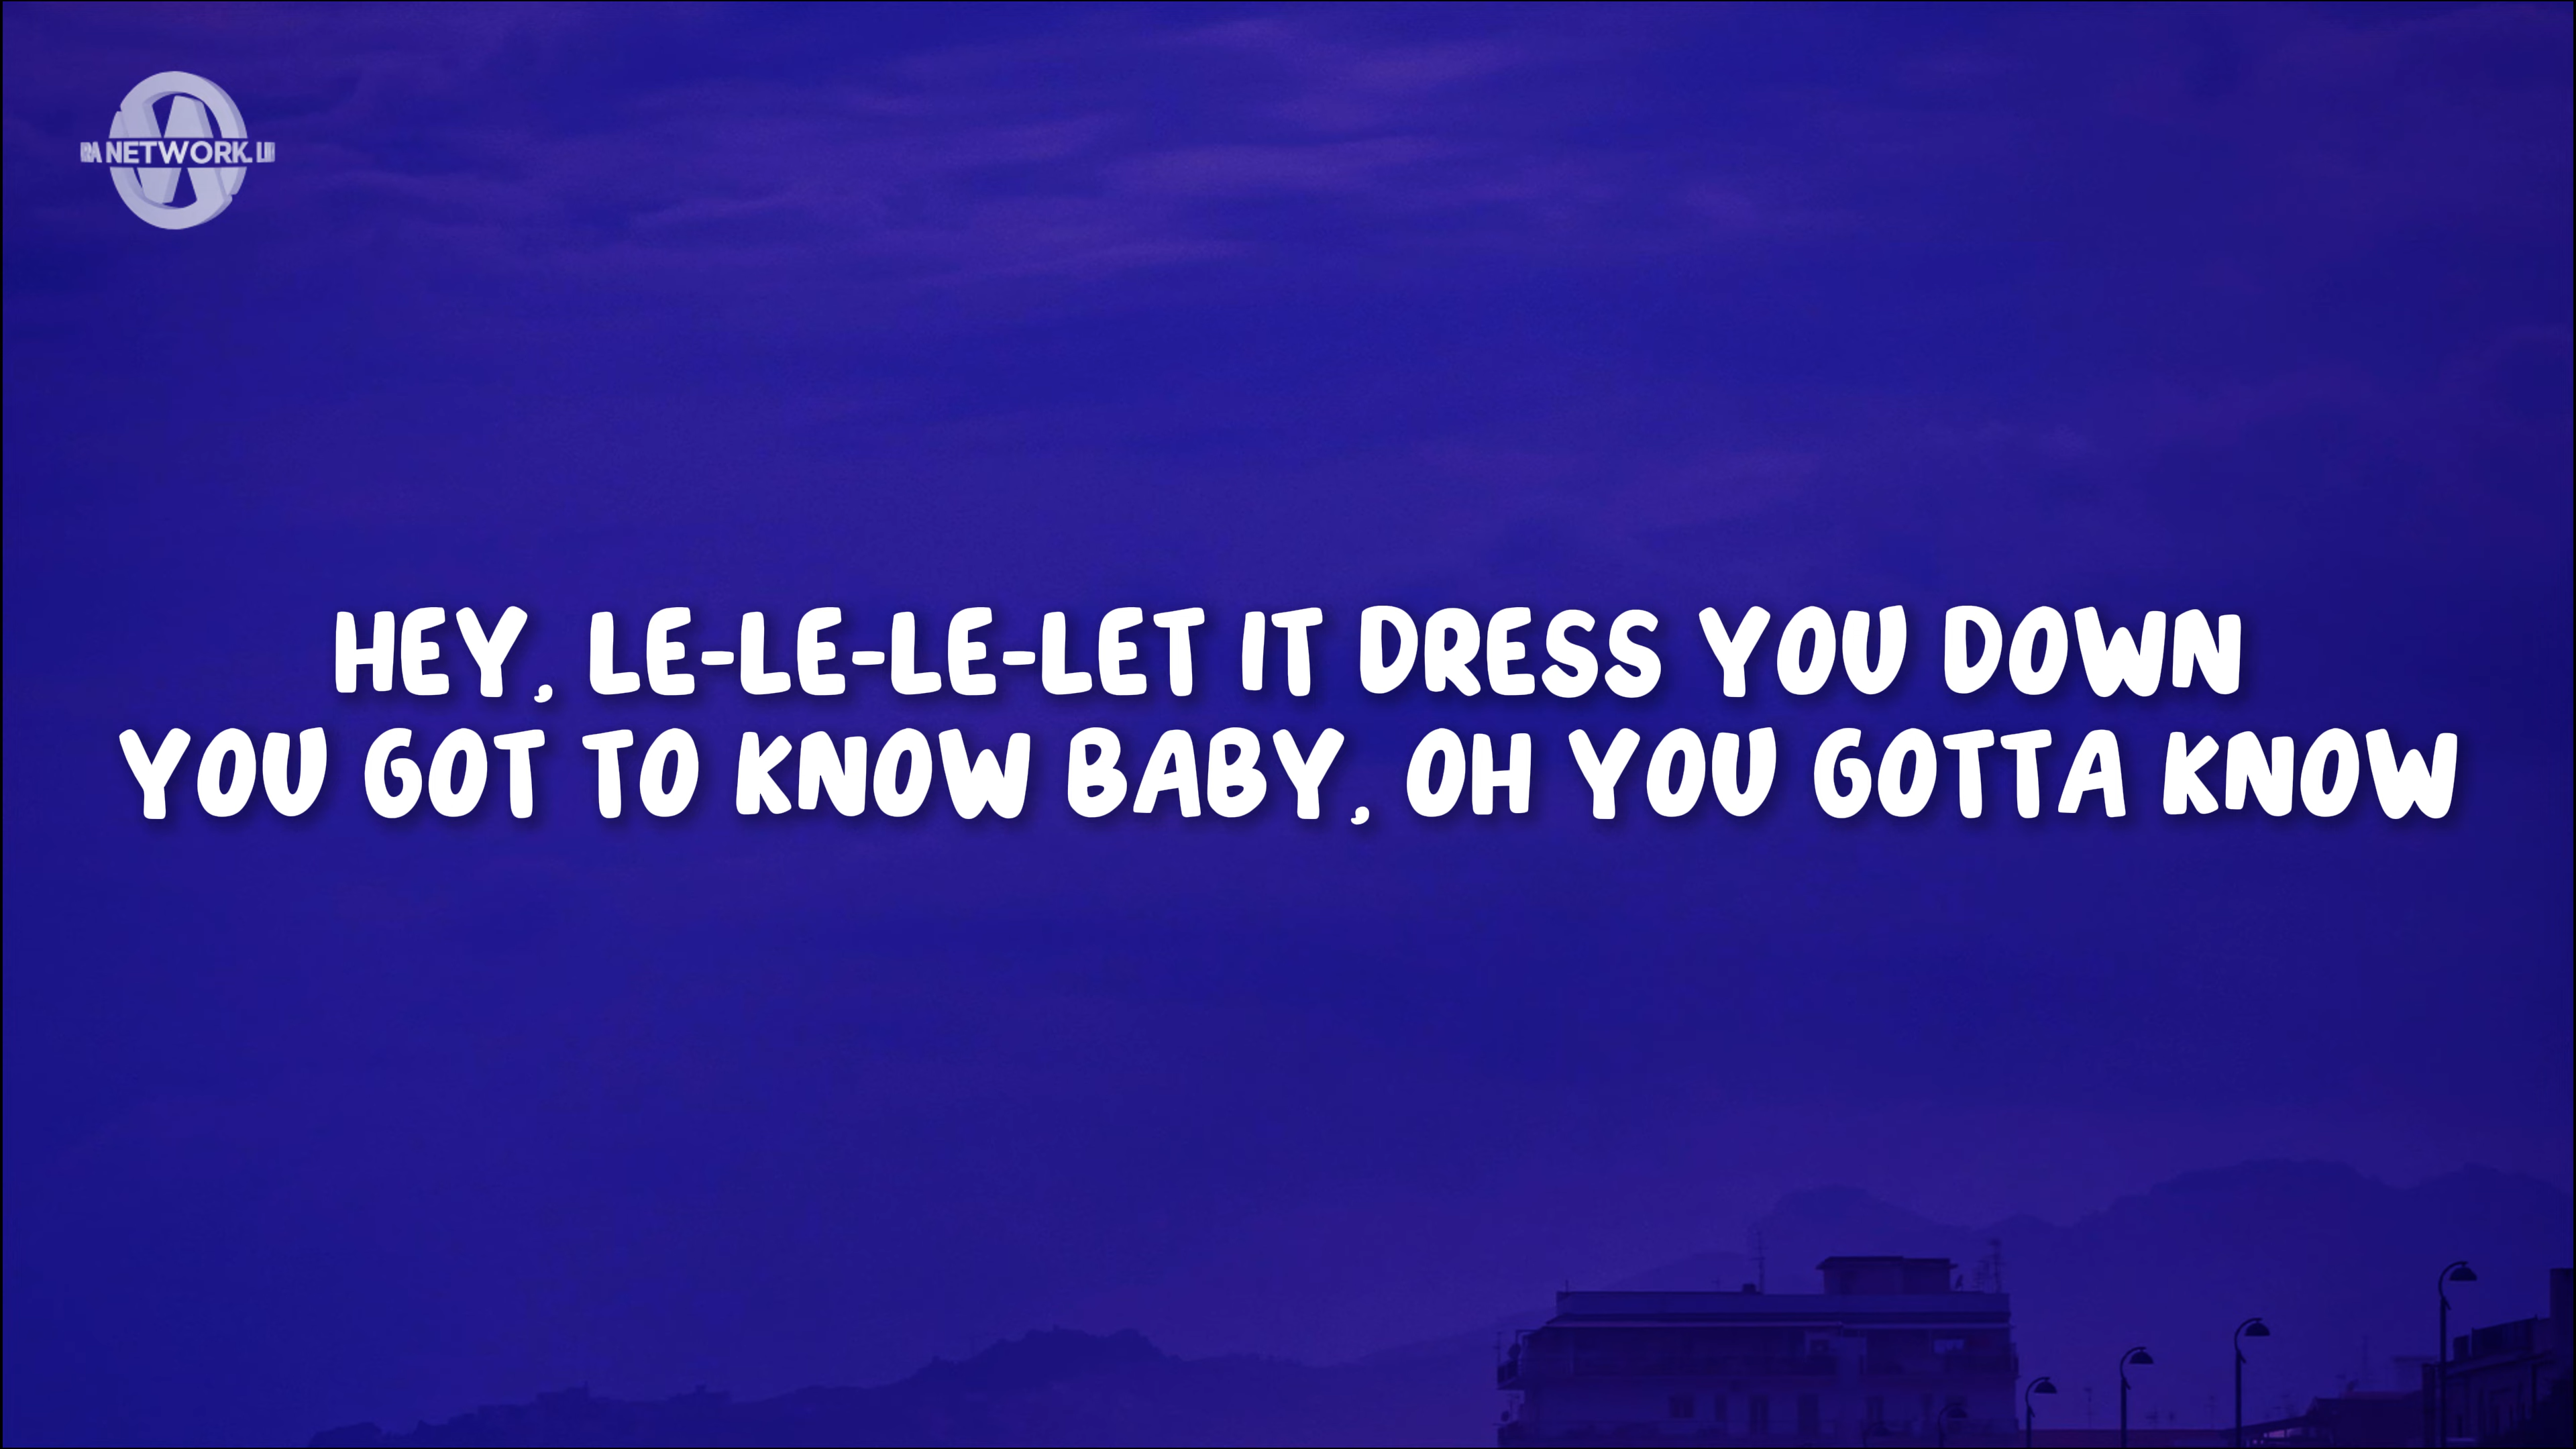 NETWORK
HEY, LE-LE-LE-LET IT DRESS YOU DOWN
YOU GOT TO KNOW BABY, OH YOU GOTTA KNOW